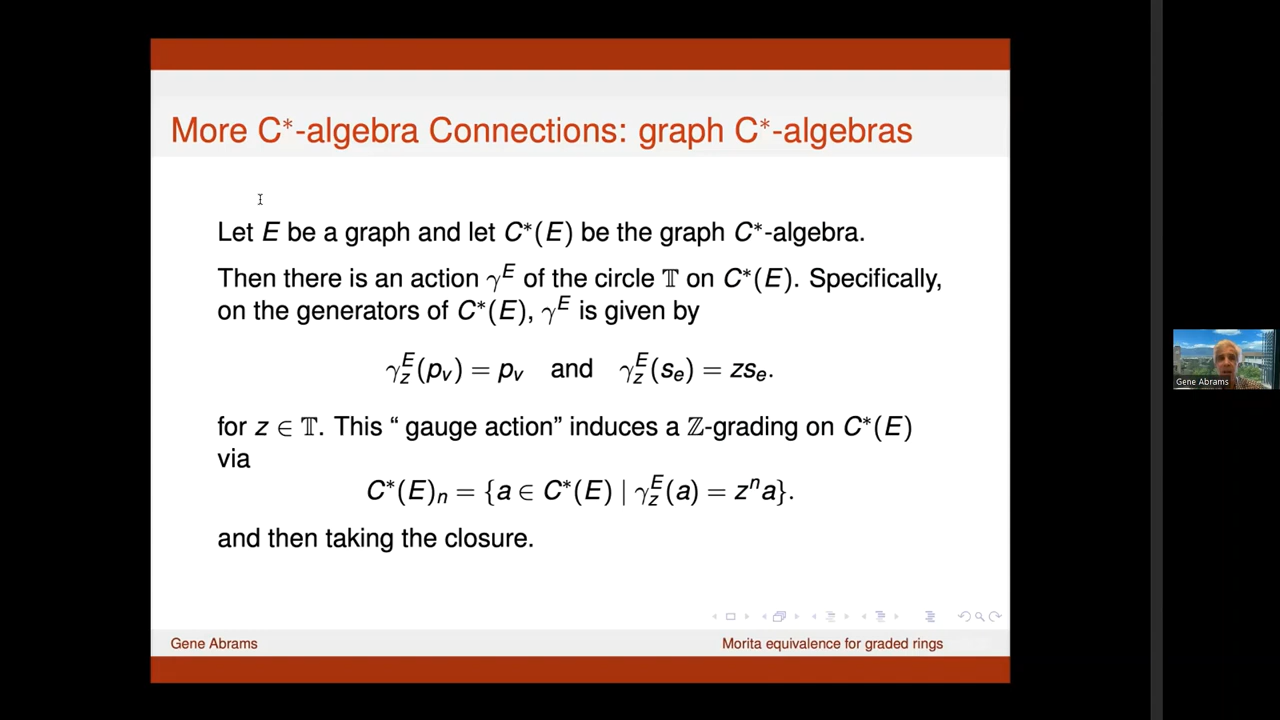 More C*-algebra Connections: graph C*-algebras
Let E be a graph and let C*(E) be the graph C*-algebra.
Then there is an action γ^E of the circle 𝕋 on C*(E). Specifically,
on the generators of C*(E), γ^E is given by
γ_z^E(p_v) = p_v and γ_z^E(s_e) = zs_e.
for z ∈ 𝕋. This “ gauge action” induces a ℤ-grading on C*(E)
via
C*(E)_n = {a ∈ C*(E) | γ_z^E(a) = z^n a}.
and then taking the closure.
Gene Abrams
Morita equivalence for graded rings
Gene Abrams